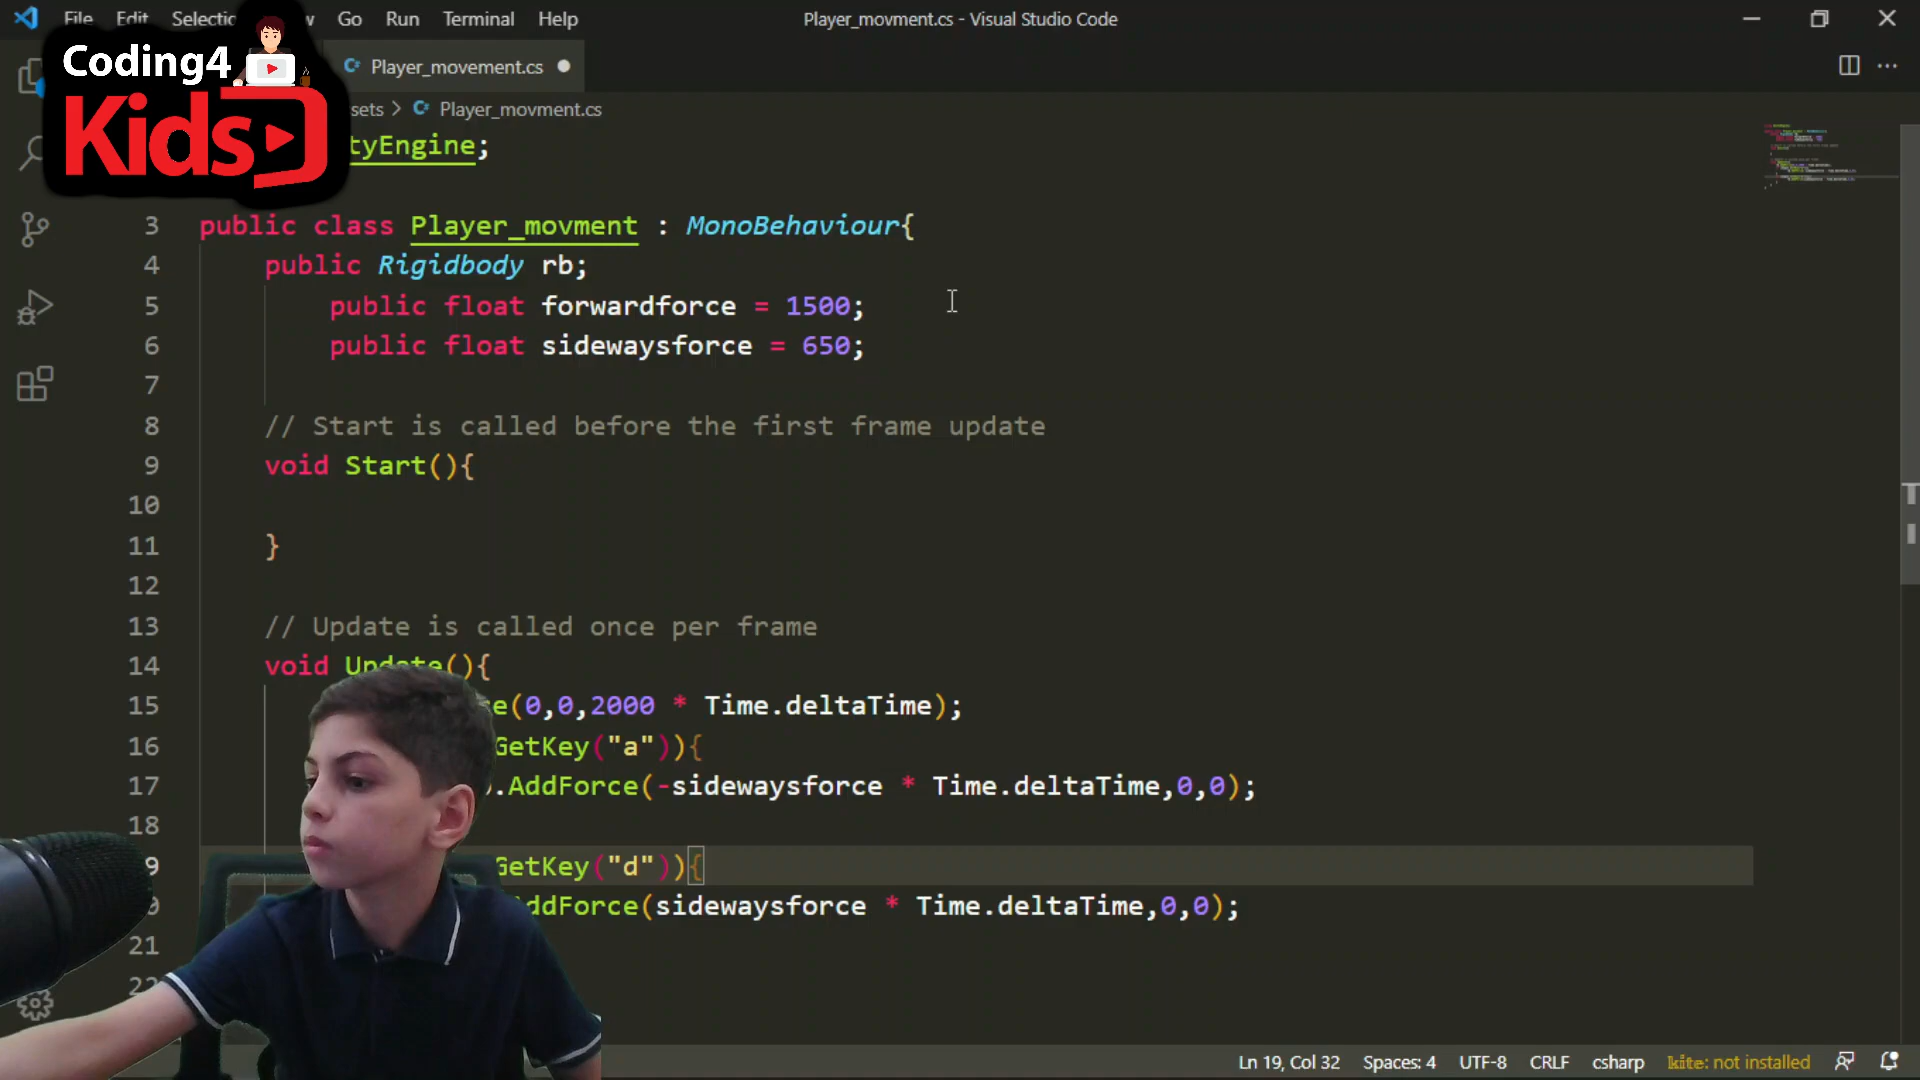 File Edit Selectio w Go Run Terminal Help
Player_movment.cs - Visual Studio Code
Coding4
Kids
Player_movement.cs
sets > Player_movment.cs
tyEngine;
3 public class Player_movment : MonoBehaviour{
4 public Rigidbody rb;
5 public float forwardforce = 1500;
6 public float sidewaysforce = 650;
7
8 // Start is called before the first frame update
9 void Start(){
10
11 }
12
13 // Update is called once per frame
14 void Update(){
15 e(0,0,2000 * Time.deltaTime);
16 GetKey("a")){
17 .AddForce(-sidewaysforce * Time.deltaTime,0,0);
18
9 GetKey("d")){
0 ddForce(sidewaysforce * Time.deltaTime,0,0);
21
22
Ln 19, Col 32 Spaces: 4 UTF-8 CRLF csharp kite: not installed